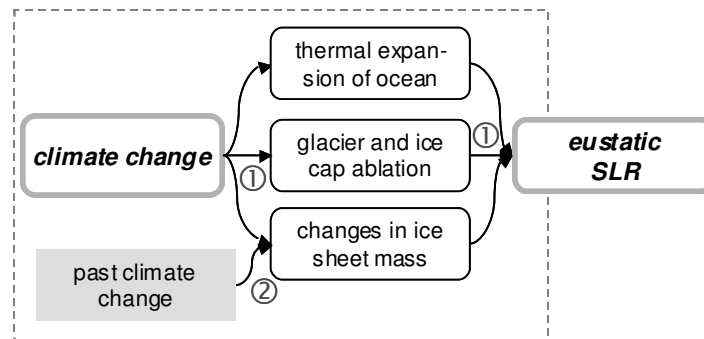 thermal expan-
sion of ocean
climate change
glacier and ice
cap ablation
①
①
eustatic
SLR
changes in ice
sheet mass
past climate
change
②